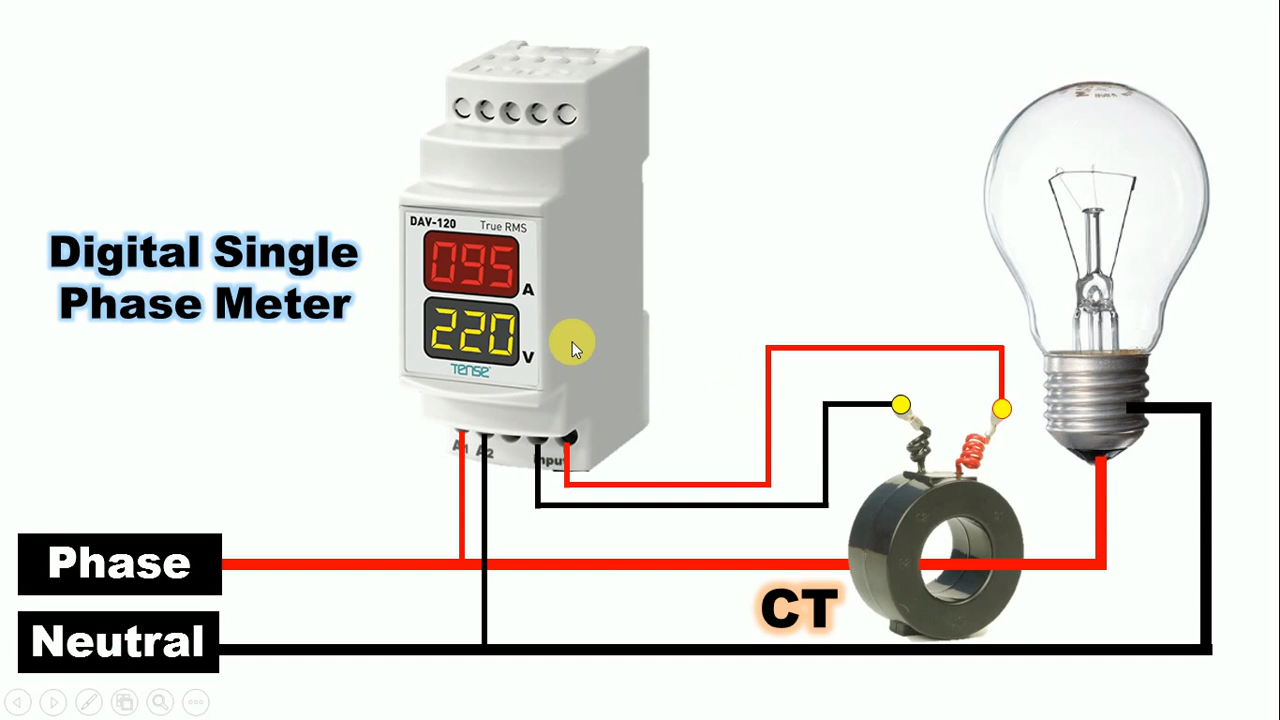 Digital Single
Phase Meter
DAV-120 True RMS
095 A
220 V
Tense
A1 A2 Input
Phase
Neutral
CT